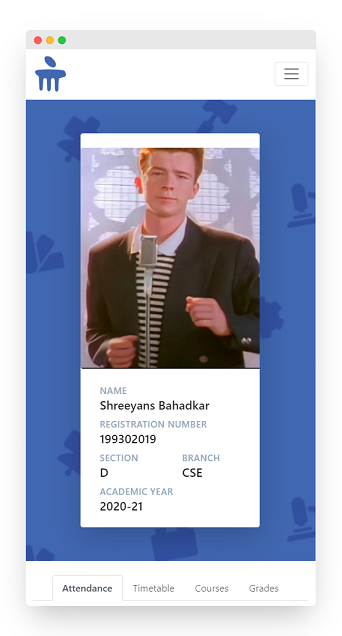 NAME
Shreeyans Bahadkar
REGISTRATION NUMBER
199302019
SECTION BRANCH
D CSE
ACADEMIC YEAR
2020-21
Attendance Timetable Courses Grades